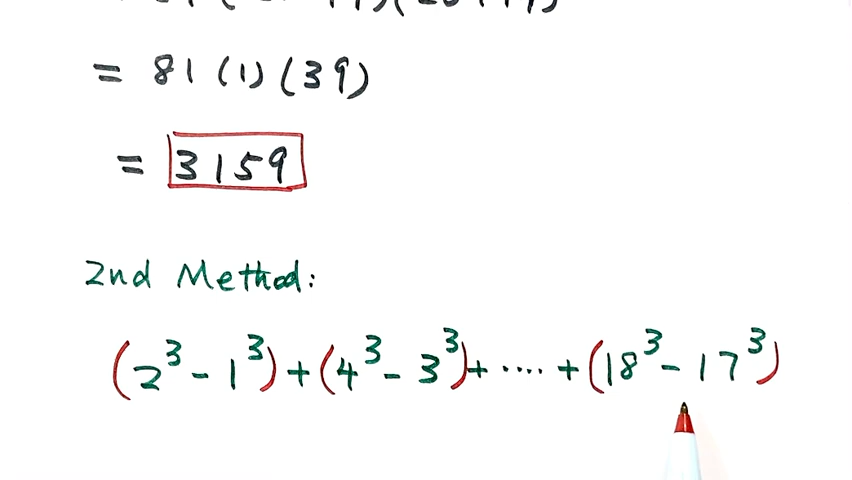 = 81 (1) (39)
= 3159
2nd Method:
(2³ - 1³) + (4³ - 3³) + ···· + (18³ - 17³)